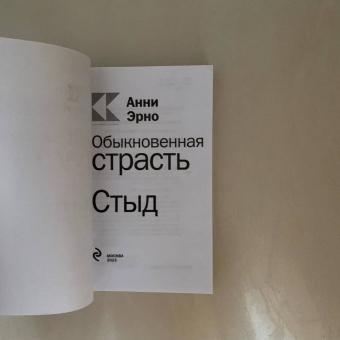 Анни
Эрно
Обыкновенная
страсть
Стыд
МОСКВА
2023